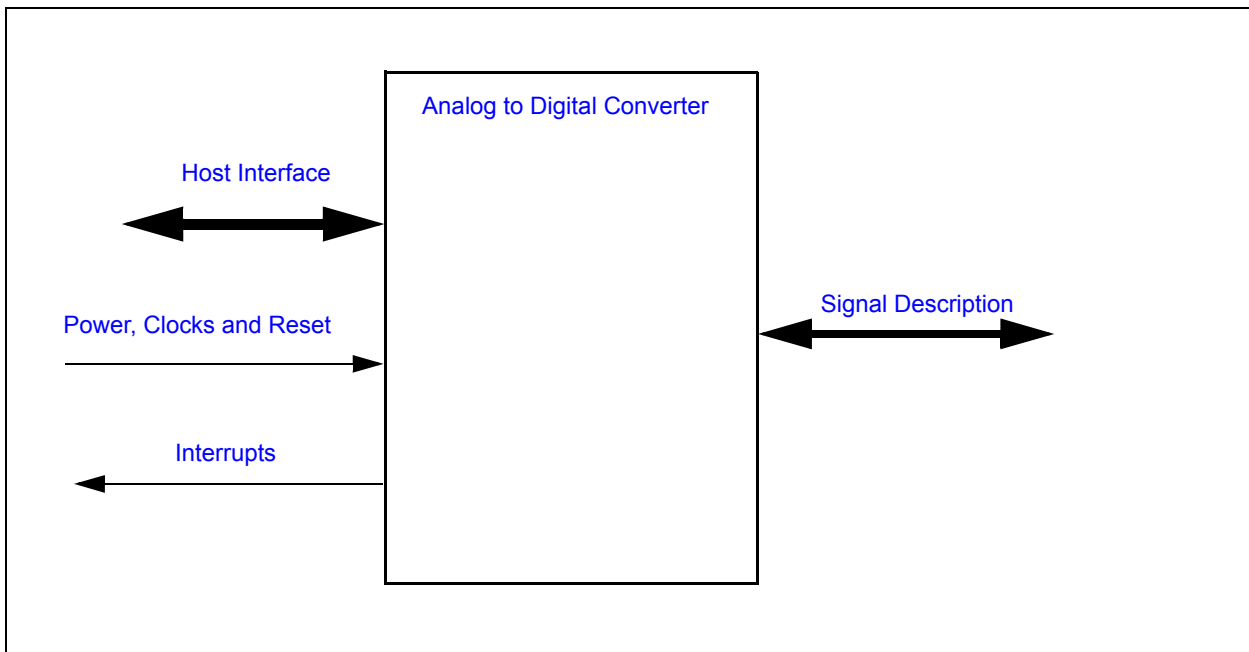 Analog to Digital Converter
Host Interface
Signal Description
Power, Clocks and Reset
Interrupts